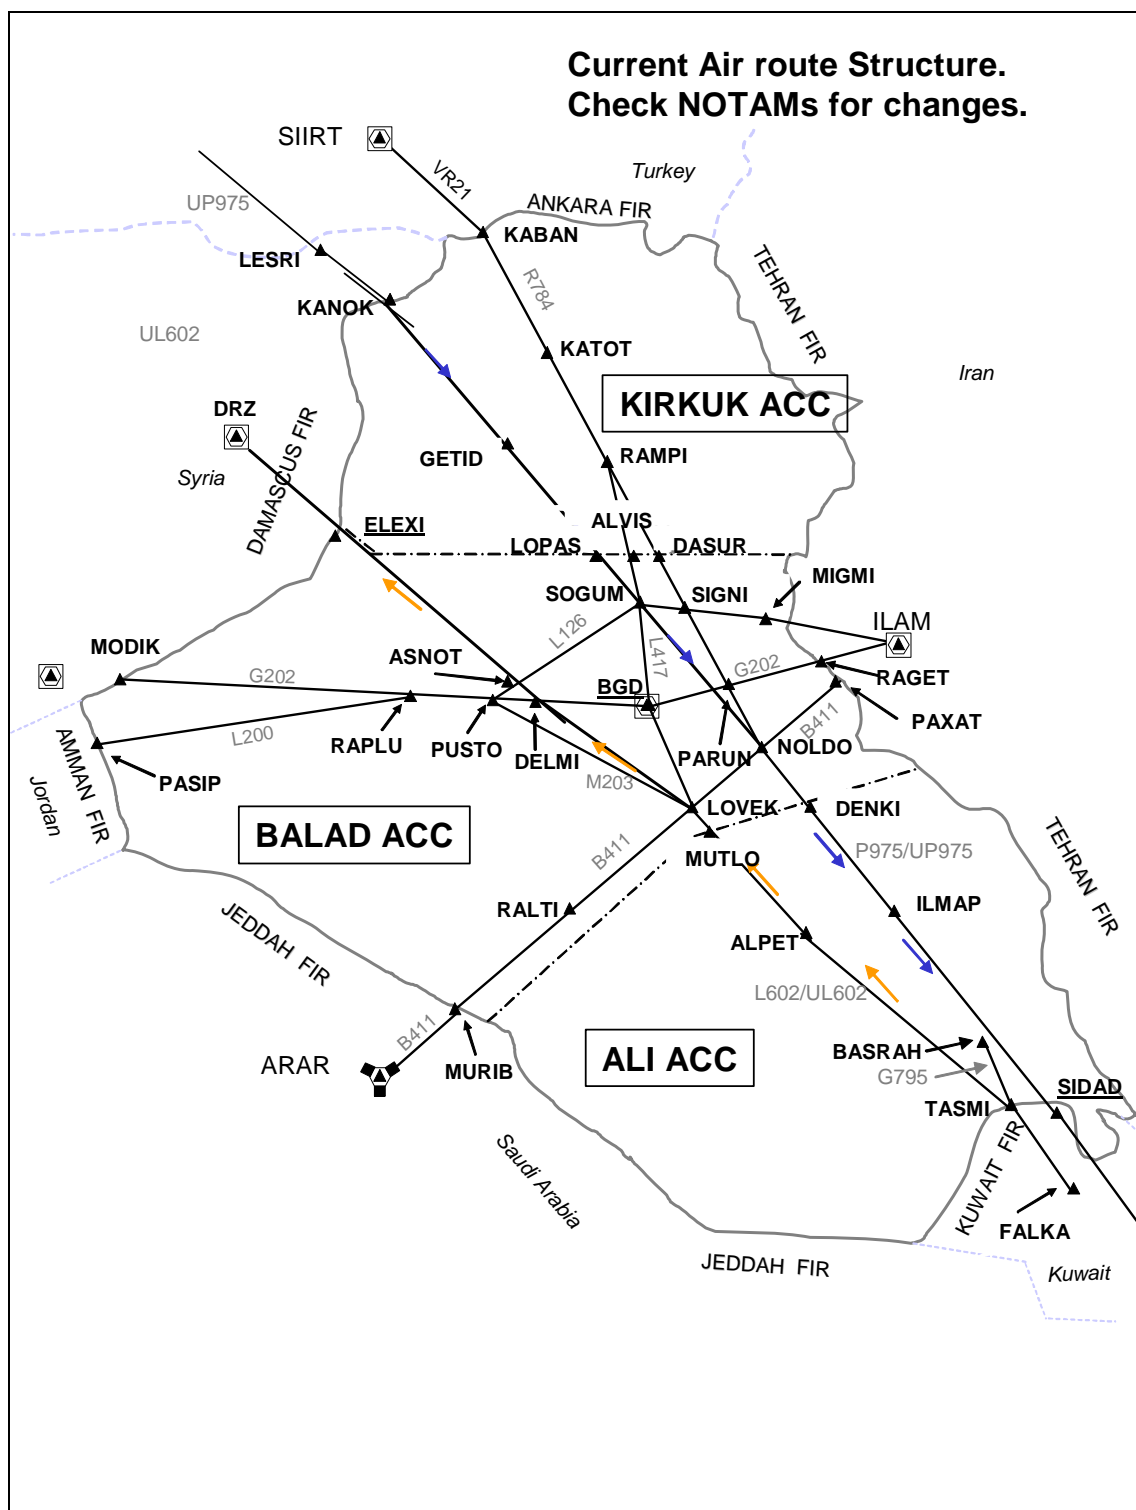 Current Air route Structure.
Check NOTAMs for changes.
SIIRT
VR21
Turkey
UP975
ANKARA FIR
KABAN
LESRI
TEHRAN FIR
R784
KANOK
UL602
KATOT
Iran
KIRKUK ACC
DRZ
DAMASCUS FIR
GETID
RAMPI
Syria
ELEXI
ALVIS
LOPAS
DASUR
MIGMI
SOGUM
SIGNI
ILAM
L126
L417
MODIK
ASNOT
G202
G202
BGD
RAGET
B411
PAXAT
L200
RAPLU
PUSTO
DELMI
PARUN
NOLDO
AMMAN FIR
PASIP
M203
Jordan
LOVEK
DENKI
BALAD ACC
MUTLO
P975/UP975
TEHRAN FIR
B411
RALTI
ILMAP
JEDDAH FIR
ALPET
L602/UL602
B411
ARAR
MURIB
ALI ACC
BASRAH
G795
TASMI
SIDAD
Saudi Arabia
KUWAIT FIR
FALKA
JEDDAH FIR
Kuwait